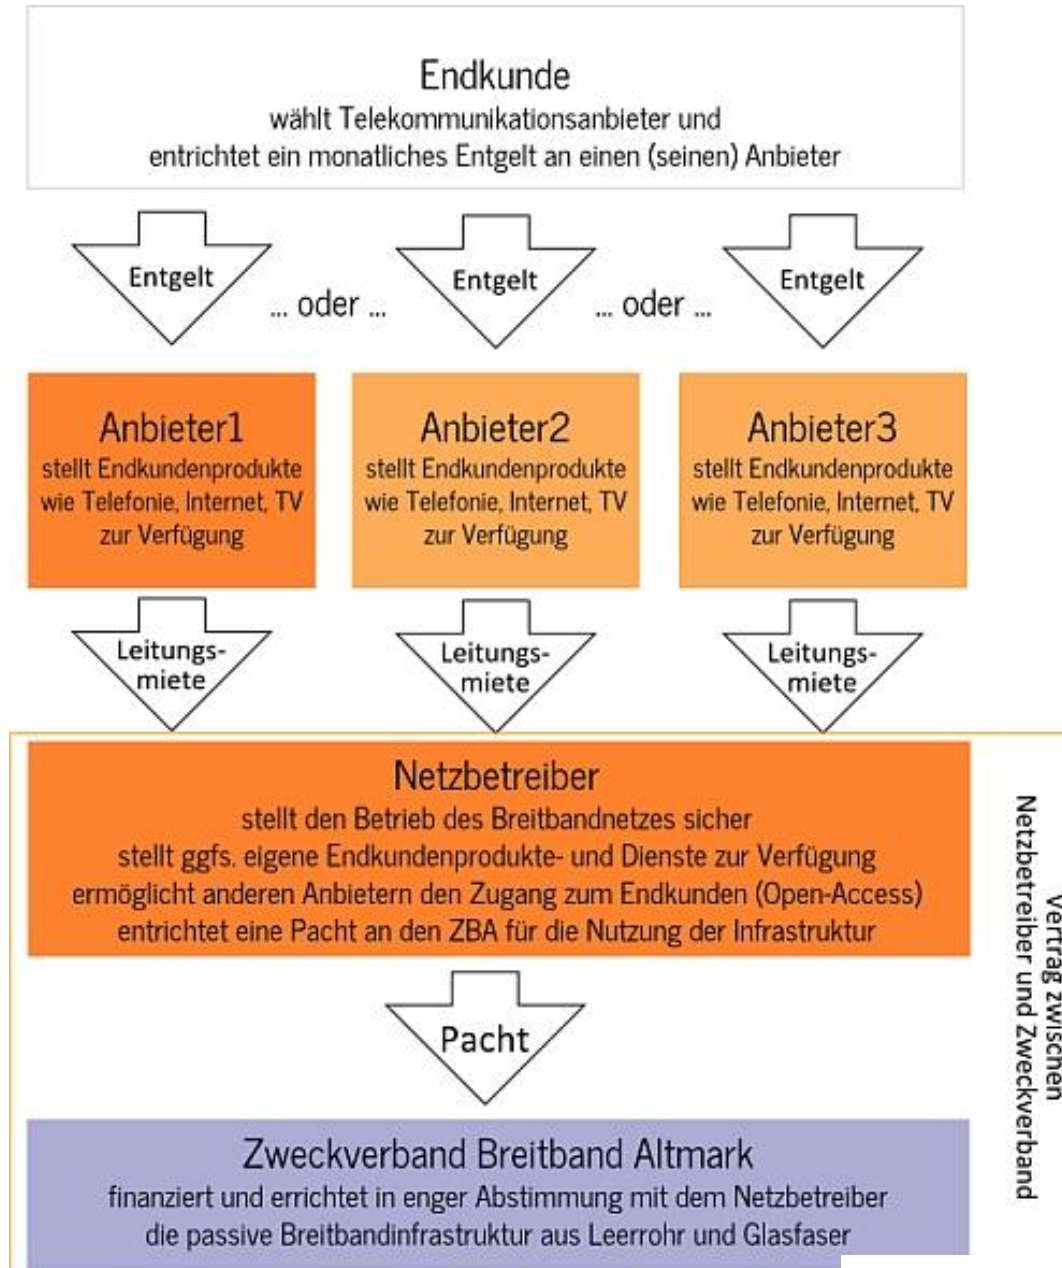 Endkunde
wählt Telekommunikationsanbieter und
entrichtet ein monatliches Entgelt an einen (seinen) Anbieter
Entgelt
... oder ...
Entgelt
... oder ...
Entgelt
Anbieter1
stellt Endkundenprodukte
wie Telefonie, Internet, TV
zur Verfügung
Anbieter2
stellt Endkundenprodukte
wie Telefonie, Internet, TV
zur Verfügung
Anbieter3
stellt Endkundenprodukte
wie Telefonie, Internet, TV
zur Verfügung
Leitungs-
miete
Leitungs-
miete
Leitungs-
miete
Netzbetreiber
stellt den Betrieb des Breitbandnetzes sicher
stellt ggfs. eigene Endkundenprodukte- und Dienste zur Verfügung
ermöglicht anderen Anbietern den Zugang zum Endkunden (Open-Access)
entrichtet eine Pacht an den ZBA für die Nutzung der Infrastruktur
Pacht
Zweckverband Breitband Altmark
finanziert und errichtet in enger Abstimmung mit dem Netzbetreiber
die passive Breitbandinfrastruktur aus Leerrohr und Glasfaser
Vertrag zwischen
Netzbetreiber und Zweckverband